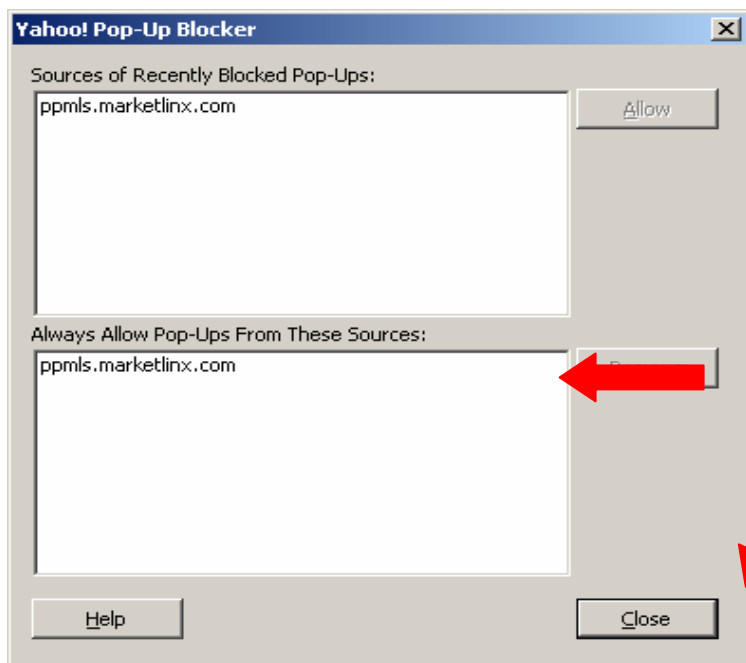 Yahoo! Pop-Up Blocker
Sources of Recently Blocked Pop-Ups:
ppmls.marketlinx.com
Allow
Always Allow Pop-Ups From These Sources:
ppmls.marketlinx.com
Help
Close